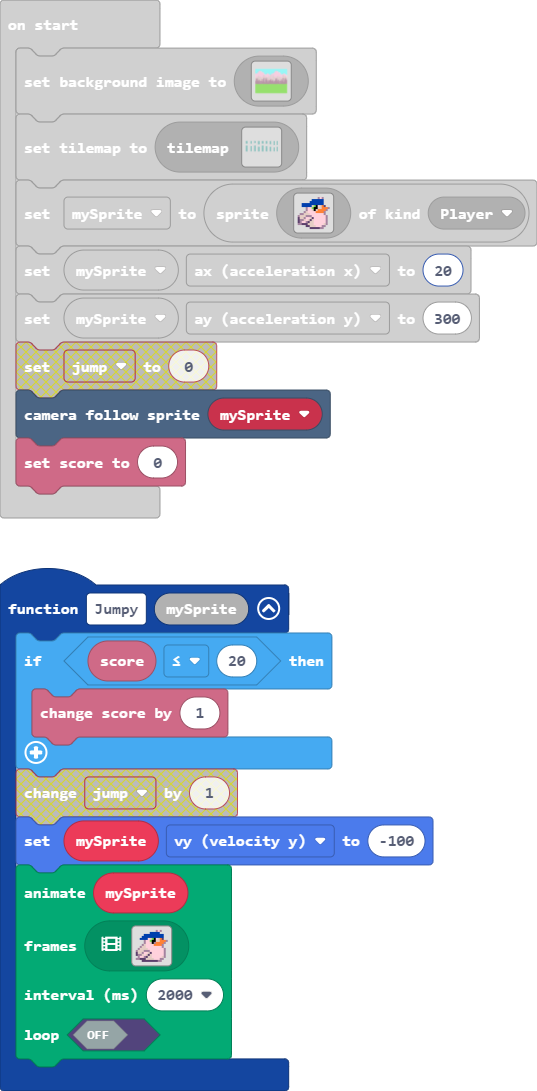 on start
set background image to
set tilemap to tilemap
set mySprite to sprite of kind Player
set mySprite ax (acceleration x) to 20
set mySprite ay (acceleration y) to 300
set jump to 0
camera follow sprite mySprite
set score to 0
function Jumpy mySprite
if score ≤ 20 then
change score by 1
change jump by 1
set mySprite vy (velocity y) to -100
animate mySprite
frames
interval (ms) 2000
loop OFF